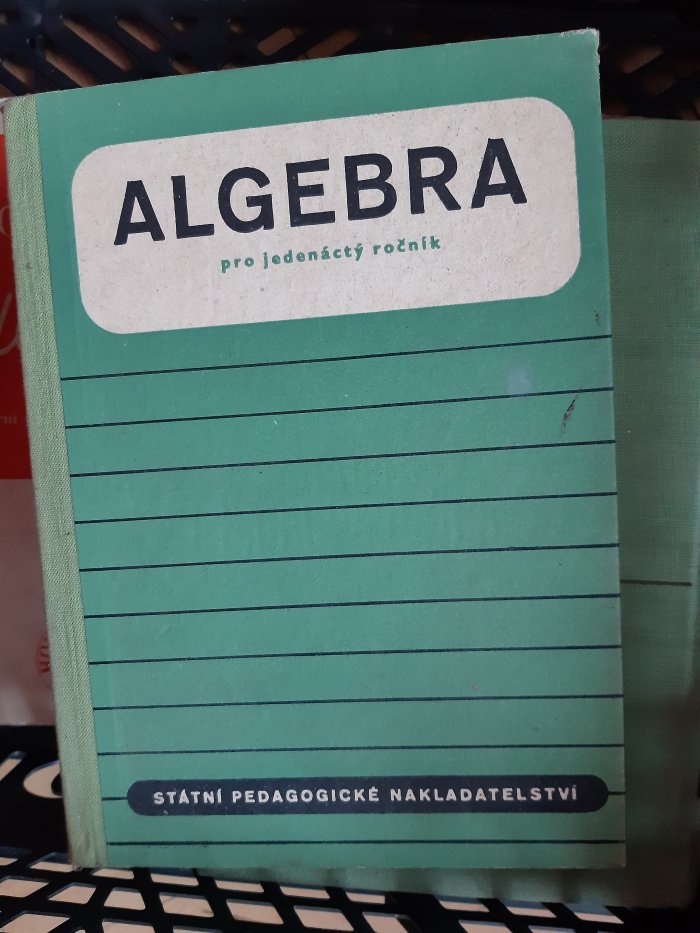 ALGEBRA
pro jedenáctý ročník
STÁTNÍ PEDAGOGICKÉ NAKLADATELSTVÍ